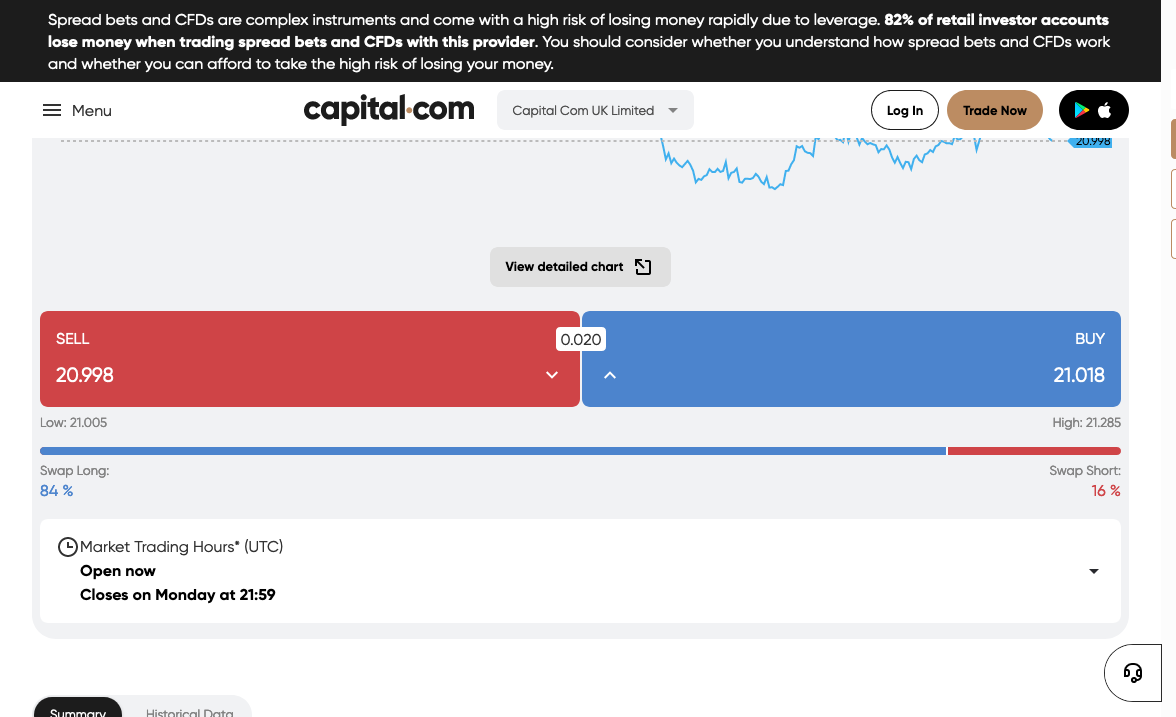 Spread bets and CFDs are complex instruments and come with a high risk of losing money rapidly due to leverage. 82% of retail investor accounts
lose money when trading spread bets and CFDs with this provider. You should consider whether you understand how spread bets and CFDs work
and whether you can afford to take the high risk of losing your money.
Menu
capital.com
Capital Com UK Limited
Log In
Trade Now
20.998
View detailed chart
SELL
0.020
BUY
20.998
21.018
Low: 21.005
High: 21.285
Swap Long:
Swap Short:
84 %
16 %
Market Trading Hours* (UTC)
Open now
Closes on Monday at 21:59
Summary
Historical Data